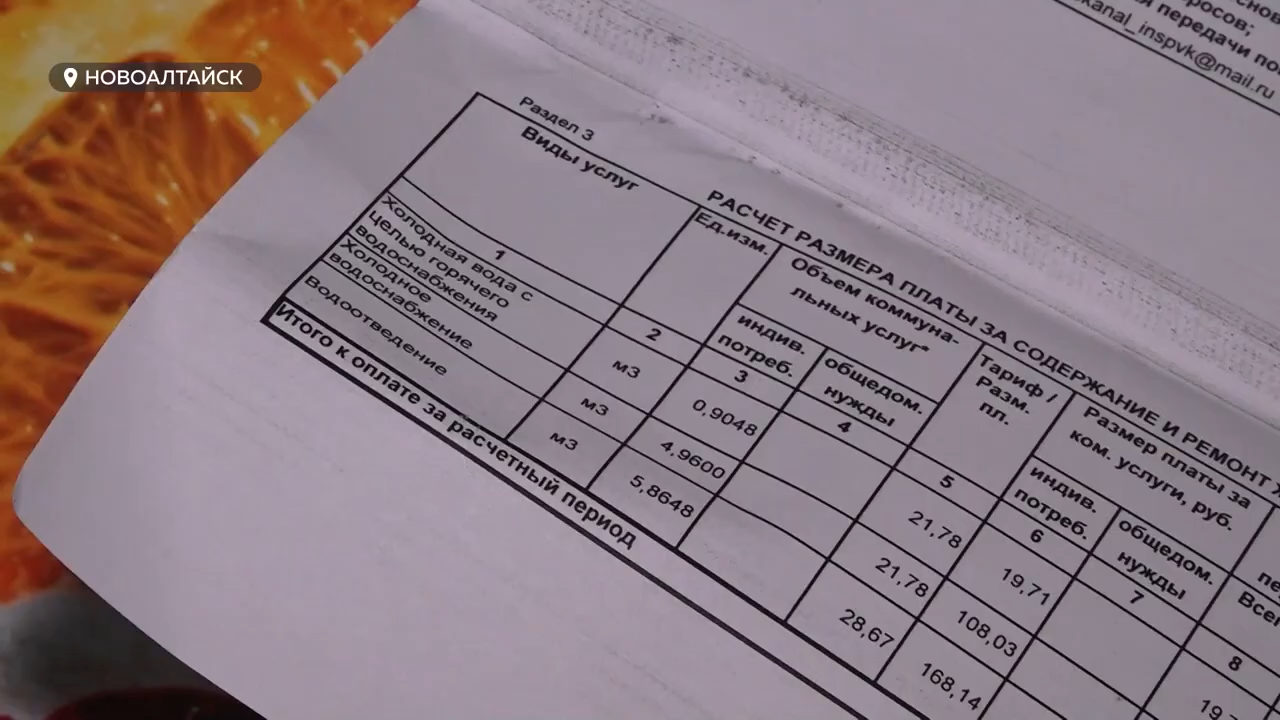 НОВОАЛТАЙСК
передачи
kanal_inspvk@mail.ru
Раздел 3
РАСЧЕТ РАЗМЕРА ПЛАТЫ ЗА СОДЕРЖАНИЕ И РЕМОНТ
Виды услуг
Ед.изм.
Объем коммуна-
льных услуг*
индив.
потреб.
общедом.
нужды
Тариф /
Разм.
пл.
Размер платы за
ком. услуги, руб.
индив.
потреб.
общедом.
нужды
1
2
3
4
5
6
7
8
Холодная вода с
целью горячего
водоснабжения
м3
0,9048
21,78
19,71
Холодное
водоснабжение
м3
4,9600
21,78
108,03
Водоотведение
м3
5,8648
28,67
168,14
Итого к оплате за расчетный период